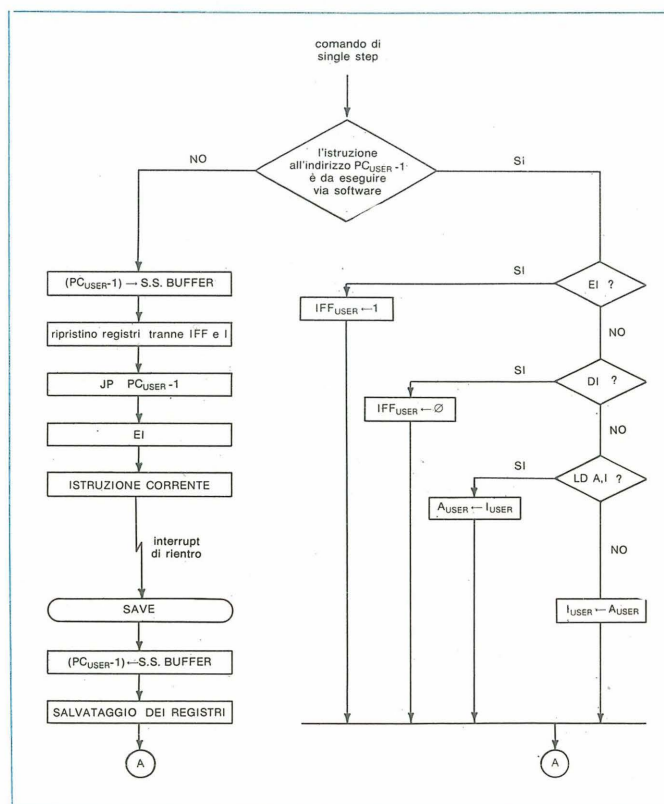 comando di
single step
l'istruzione
all'indirizzo PCUSER -1
é da eseguire
via software
NO
SI
(PCUSER-1) → S.S. BUFFER
ripristino registri tranne IFF e I
JP PCUSER -1
EI
ISTRUZIONE CORRENTE
interrupt
di rientro
SAVE
(PCUSER-1) ← S.S. BUFFER
SALVATAGGIO DEI REGISTRI
A
EI ?
SI
IFFUSER ← 1
NO
DI ?
SI
IFFUSER ← Ø
NO
LD A,I ?
SI
AUSER ← IUSER
NO
IUSER ← AUSER
A